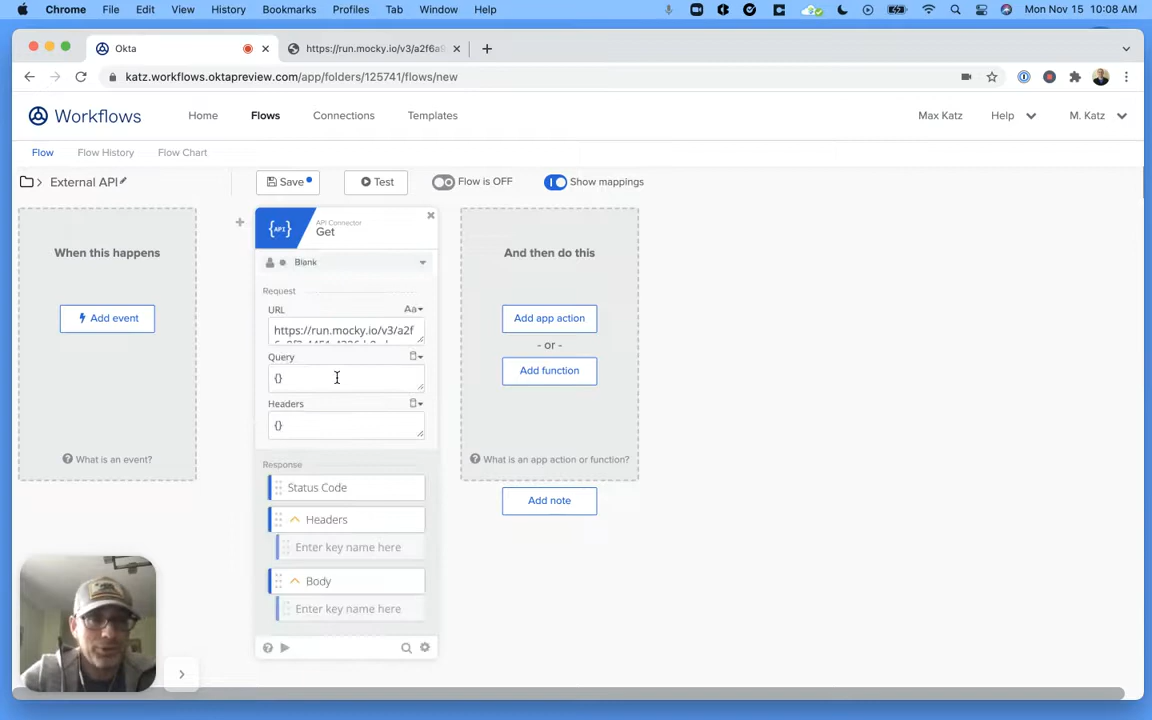 Chrome File Edit View History Bookmarks Profiles Tab Window Help Mon Nov 15 10:08 AM
Okta https://run.mocky.io/v3/a2f6a
katz.workflows.oktapreview.com/app/folders/125741/flows/new
Workflows Home Flows Connections Templates Max Katz Help M. Katz
Flow Flow History Flow Chart
External API Save Test Flow is OFF Show mappings
When this happens
Add event
What is an event?
{API}
API Connector
Get
Blank
Request
URL Aa
https://run.mocky.io/v3/a2f
Query
{}
Headers
{}
Response
Status Code
Headers
Enter key name here
Body
Enter key name here
And then do this
Add app action
- or -
Add function
What is an app action or function?
Add note